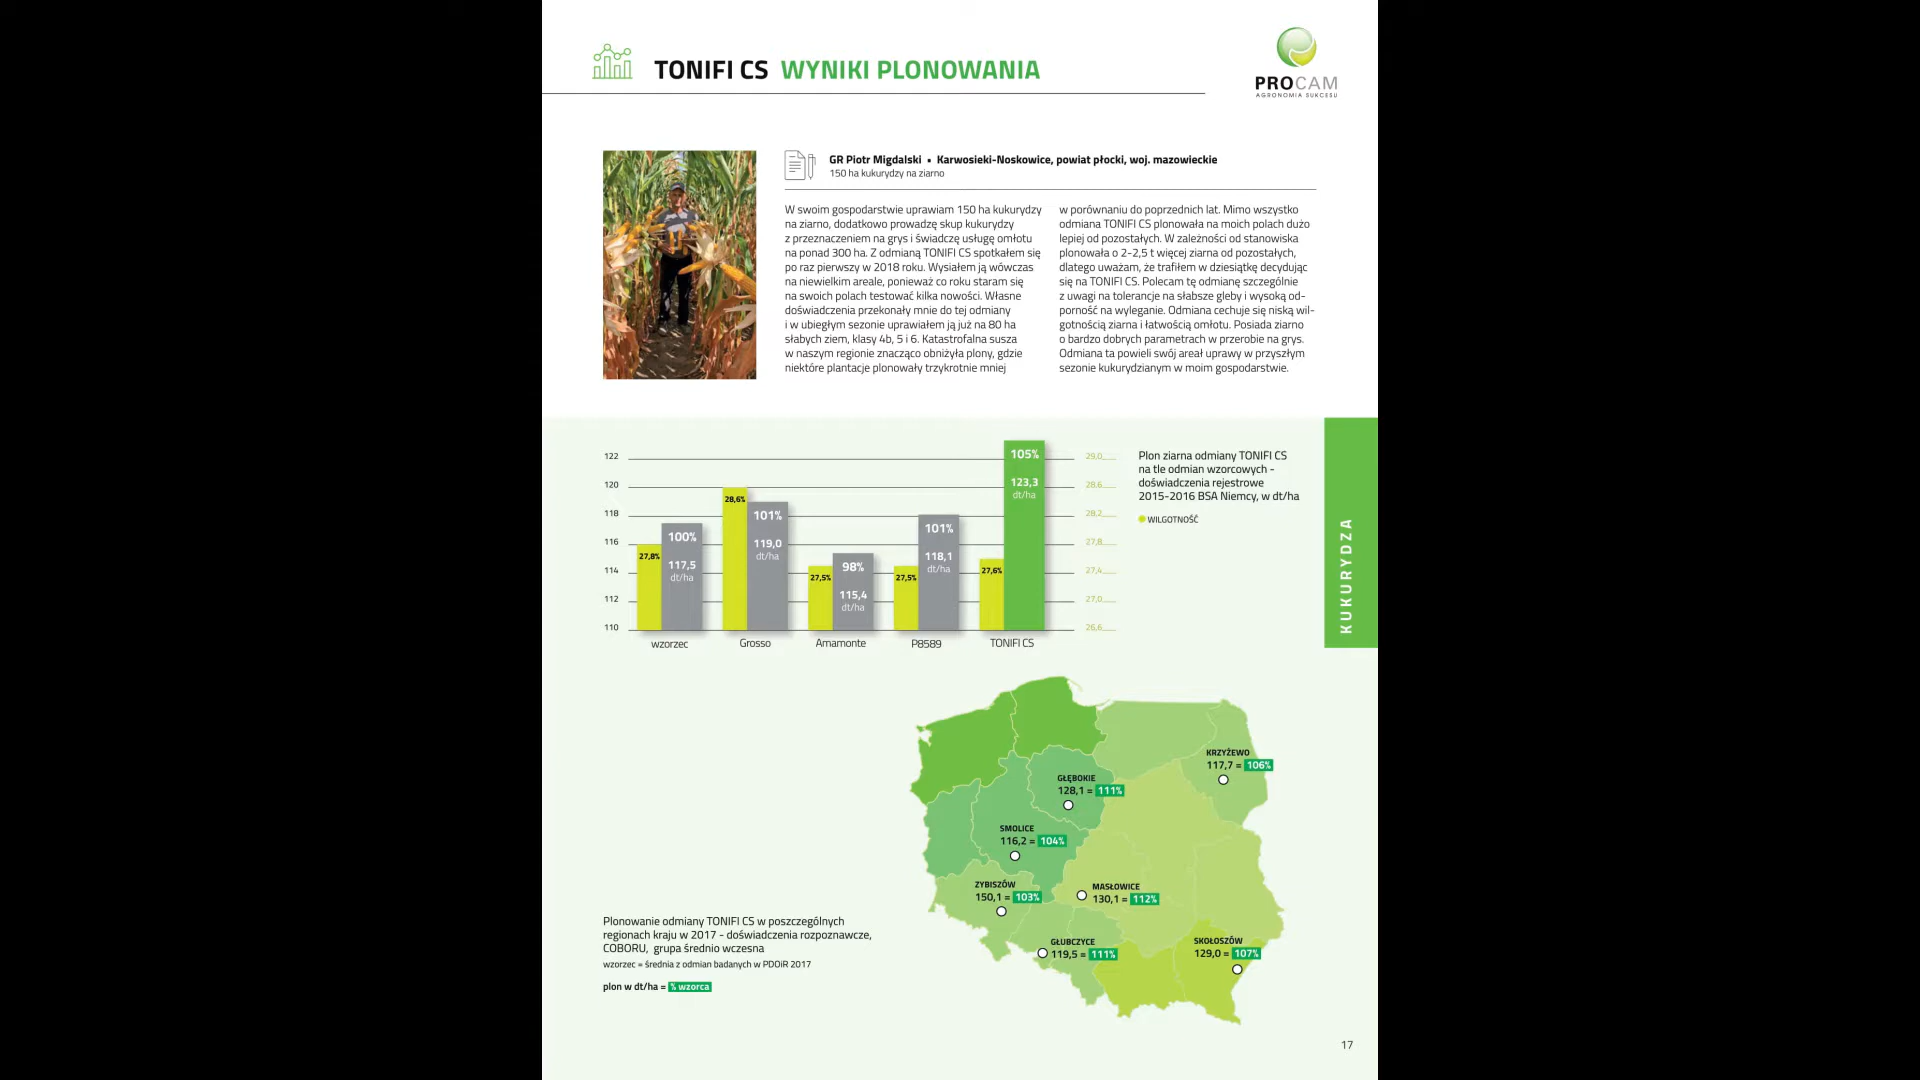 TONIFI CS WYNIKI PLONOWANIA
PROCAM
AGRONOMIA SUKCESU
GR Piotr Migdalski • Karwosieki-Noskowice, powiat płocki, woj. mazowieckie
150 ha kukurydzy na ziarno
W swoim gospodarstwie uprawiam 150 ha kukurydzy
na ziarno, dodatkowo prowadzę skup kukurydzy
z przeznaczeniem na grys i świadczę usługę omłotu
na ponad 300 ha. Z odmianą TONIFI CS spotkałem się
po raz pierwszy w 2018 roku. Wysiałem ją wówczas
na niewielkim areale, ponieważ co roku staram się
na swoich polach testować kilka nowości. Własne
doświadczenia przekonały mnie do tej odmiany
i w ubiegłym sezonie uprawiałem ją już na 80 ha
słabych ziem, klasy 4b, 5 i 6. Katastrofalna susza
w naszym regionie znacząco obniżyła plony, gdzie
niektóre plantacje plonowały trzykrotnie mniej
w porównaniu do poprzednich lat. Mimo wszystko
odmiana TONIFI CS plonowała na moich polach dużo
lepiej od pozostałych. W zależności od stanowiska
plonowała o 2-2,5 t więcej ziarna od pozostałych,
dlatego uważam, że trafiłem w dziesiątkę decydując
się na TONIFI CS. Polecam tę odmianę szczególnie
z uwagi na tolerancje na słabsze gleby i wysoką od-
porność na wyleganie. Odmiana cechuje się niską wil-
gotnością ziarna i łatwością omłotu. Posiada ziarno
o bardzo dobrych parametrach w przerobie na grys.
Odmiana ta powieli swój areał uprawy w przyszłym
sezonie kukurydzianym w moim gospodarstwie.
122
120
118
116
114
112
110
27,8%
100%
117,5
dt/ha
28,6%
101%
119,0
dt/ha
27,5%
98%
115,4
dt/ha
27,5%
101%
118,1
dt/ha
27,6%
105%
123,3
dt/ha
29,0
28,6
28,2
27,8
27,4
27,0
26,6
wzorzec
Grosso
Amamonte
P8589
TONIFI CS
Plon ziarna odmiany TONIFI CS
na tle odmian wzorcowych -
doświadczenia rejestrowe
2015-2016 BSA Niemcy, w dt/ha
WILGOTNOŚĆ
KUKURYDZA
KRZYŻEWO
117,7 = 106%
GŁĘBOKIE
128,1 = 111%
SMOLICE
116,2 = 104%
ZYBISZÓW
150,1 = 103%
MASŁOWICE
130,1 = 112%
GŁUBCZYCE
119,5 = 111%
SKOŁOSZÓW
129,0 = 107%
Plonowanie odmiany TONIFI CS w poszczególnych
regionach kraju w 2017 - doświadczenia rozpoznawcze,
COBORU, grupa średnio wczesna
wzorzec = średnia z odmian badanych w PDOiR 2017
plon w dt/ha = % wzorca
17